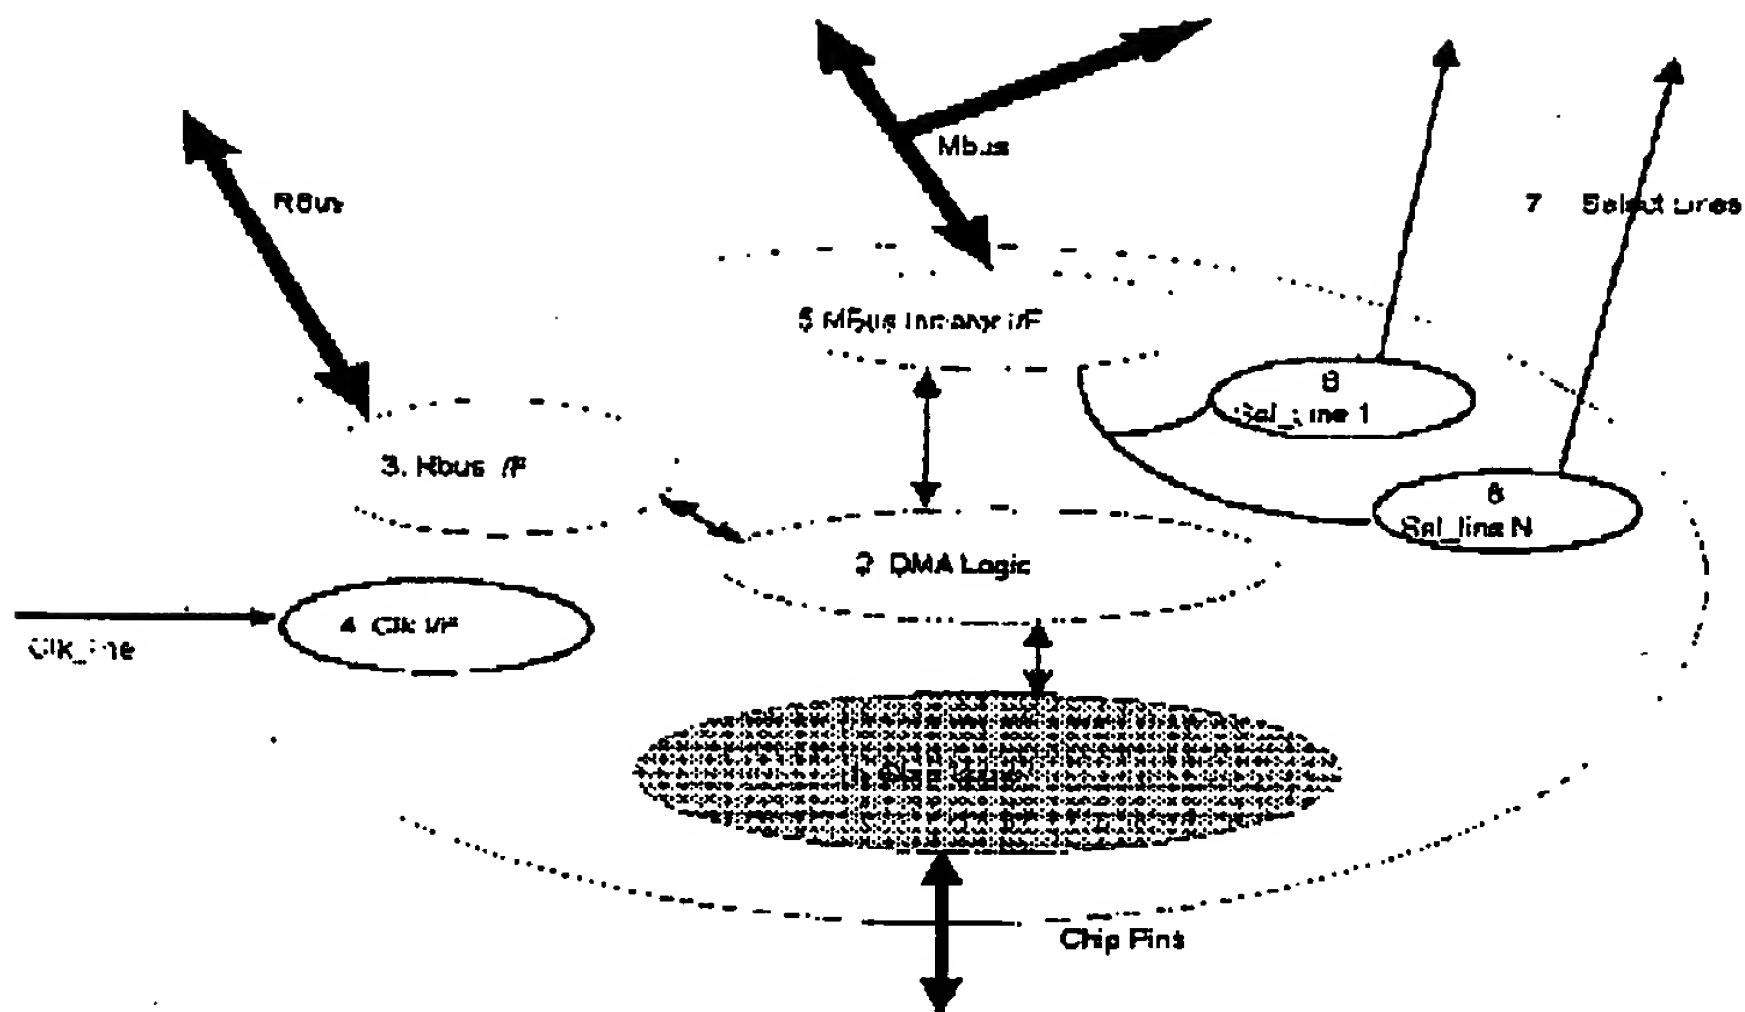 Mbus
RBus
7 Select Lines
5 MBus I/F
8
Sel_Line 1
3. Rbus I/F
8
Sel_line N
2 DMA Logic
4 Clk I/F
Clk_line
Chip Pins